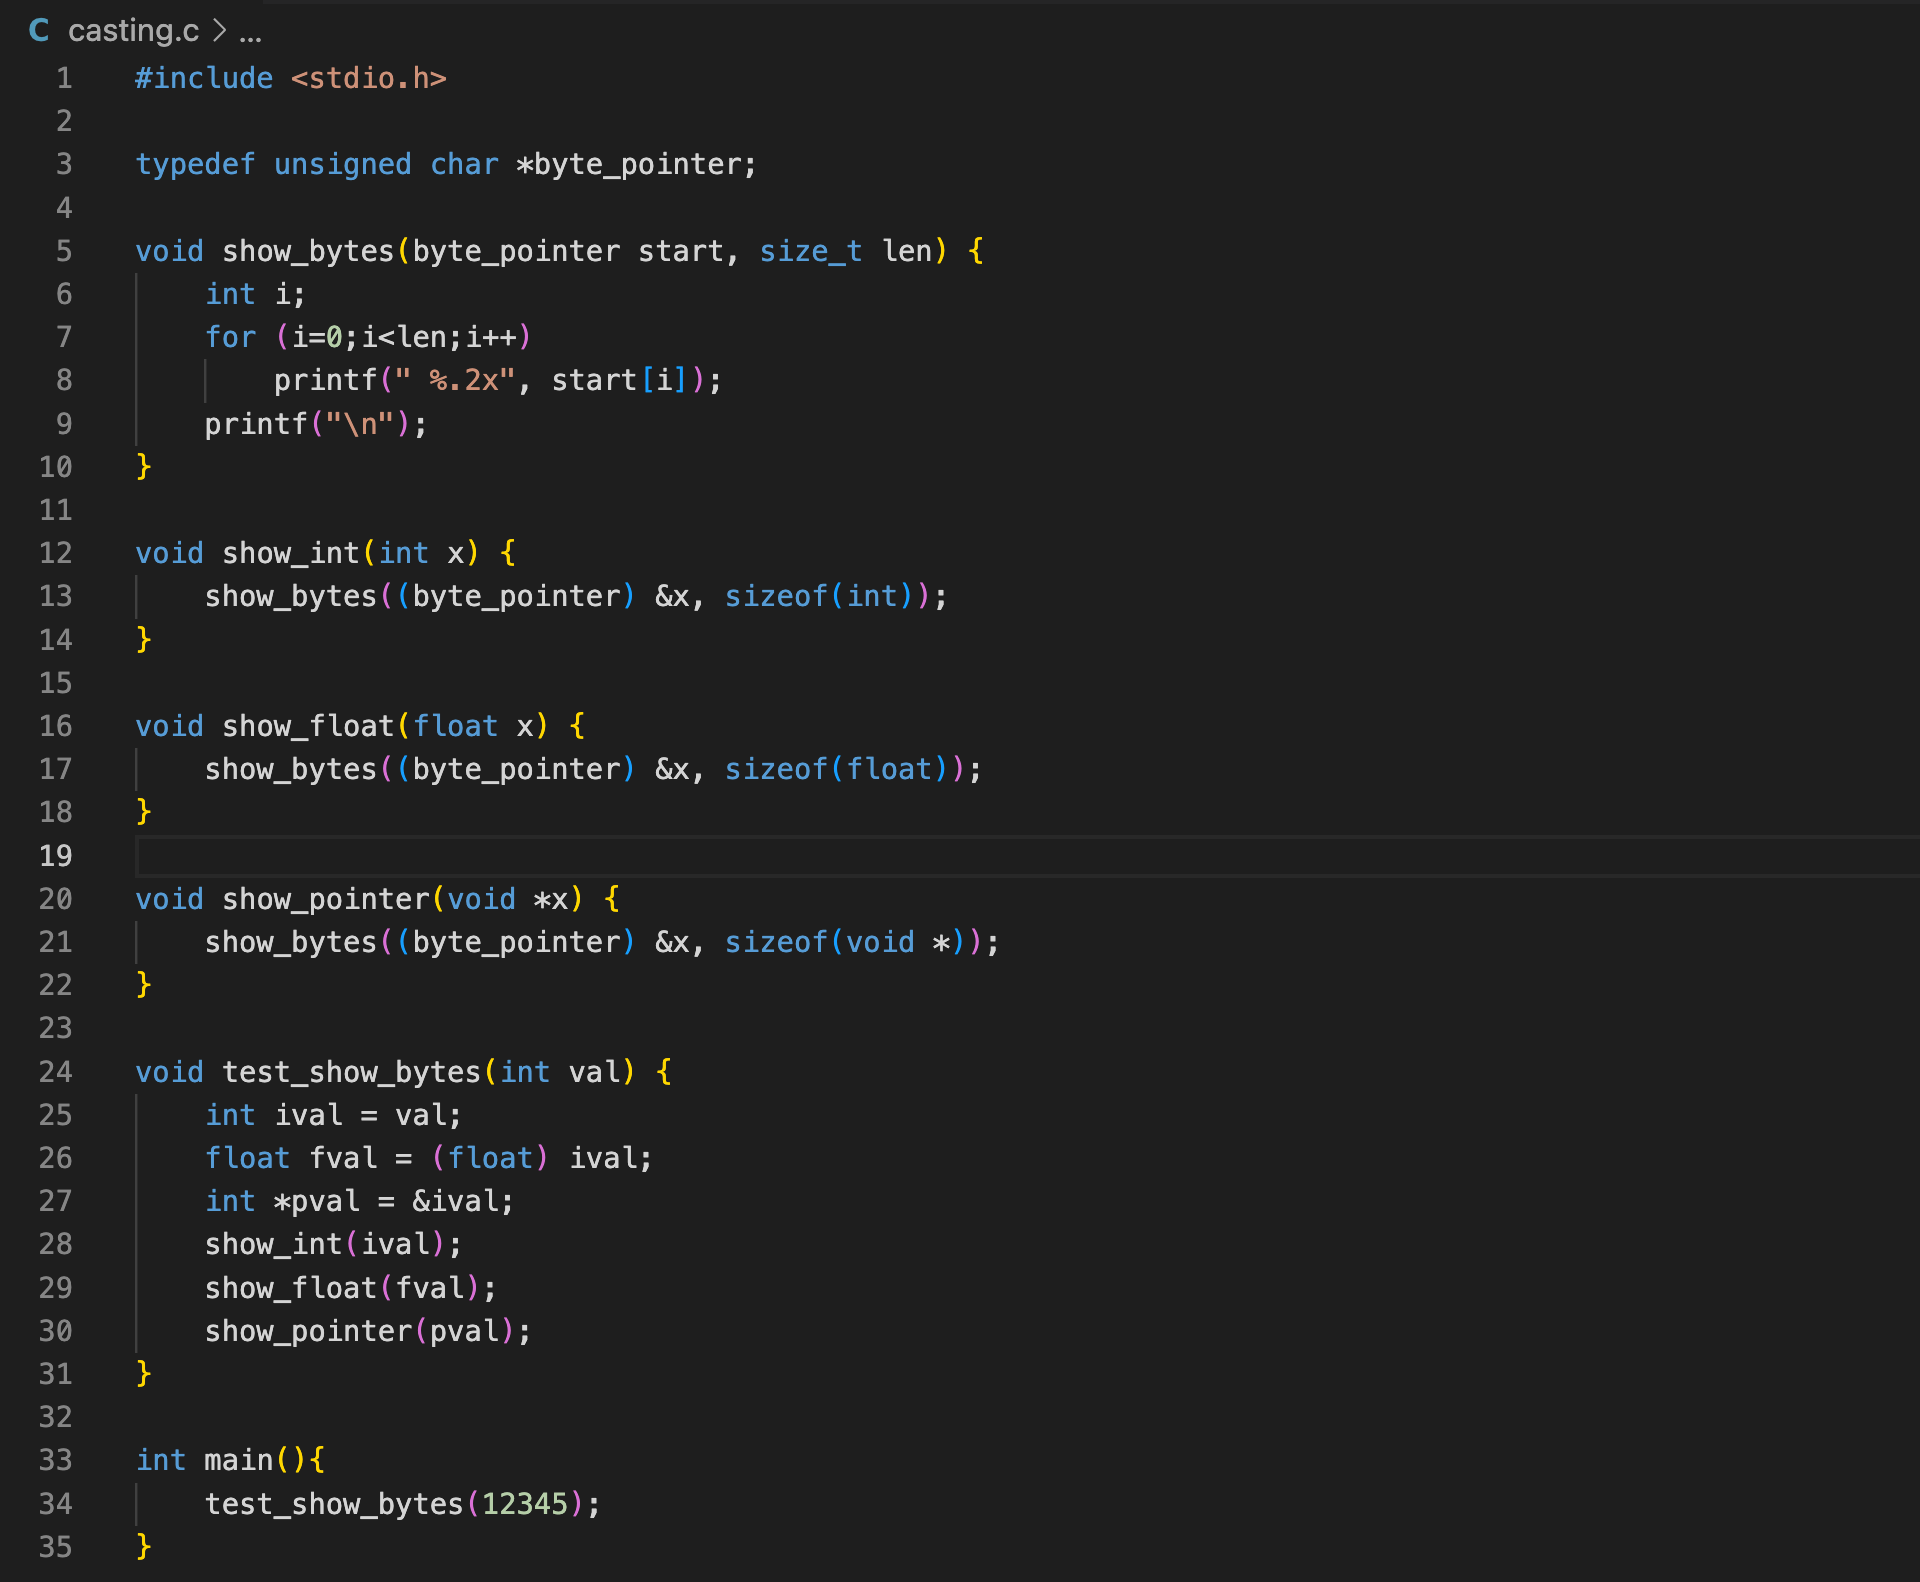 C casting.c > ...
1 #include <stdio.h>
2
3 typedef unsigned char *byte_pointer;
4
5 void show_bytes(byte_pointer start, size_t len) {
6     int i;
7     for (i=0;i<len;i++)
8         printf(" %.2x", start[i]);
9     printf("\n");
10 }
11
12 void show_int(int x) {
13     show_bytes((byte_pointer) &x, sizeof(int));
14 }
15
16 void show_float(float x) {
17     show_bytes((byte_pointer) &x, sizeof(float));
18 }
19
20 void show_pointer(void *x) {
21     show_bytes((byte_pointer) &x, sizeof(void *));
22 }
23
24 void test_show_bytes(int val) {
25     int ival = val;
26     float fval = (float) ival;
27     int *pval = &ival;
28     show_int(ival);
29     show_float(fval);
30     show_pointer(pval);
31 }
32
33 int main(){
34     test_show_bytes(12345);
35 }